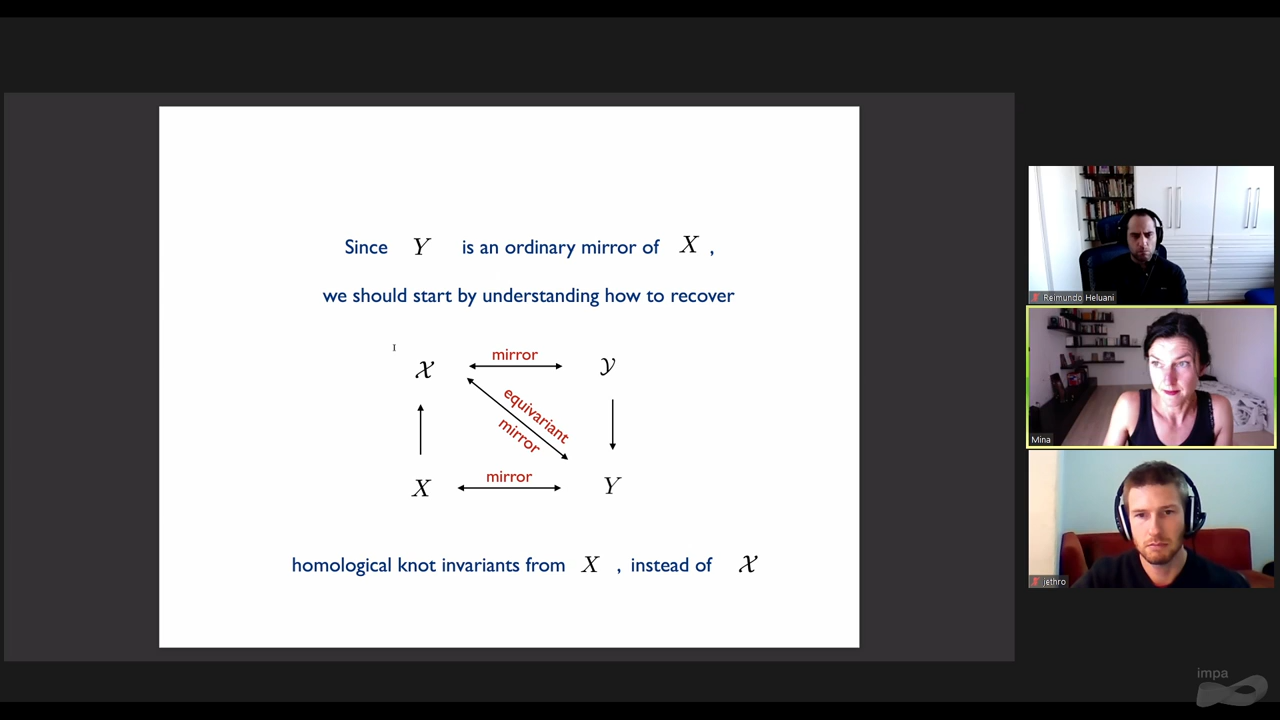 Since Y is an ordinary mirror of X ,
we should start by understanding how to recover
𝒳 mirror 𝒴
equivariant
mirror
X mirror Y
homological knot invariants from X , instead of 𝒳
Reimundo Heluani
Mina
jethro
impa